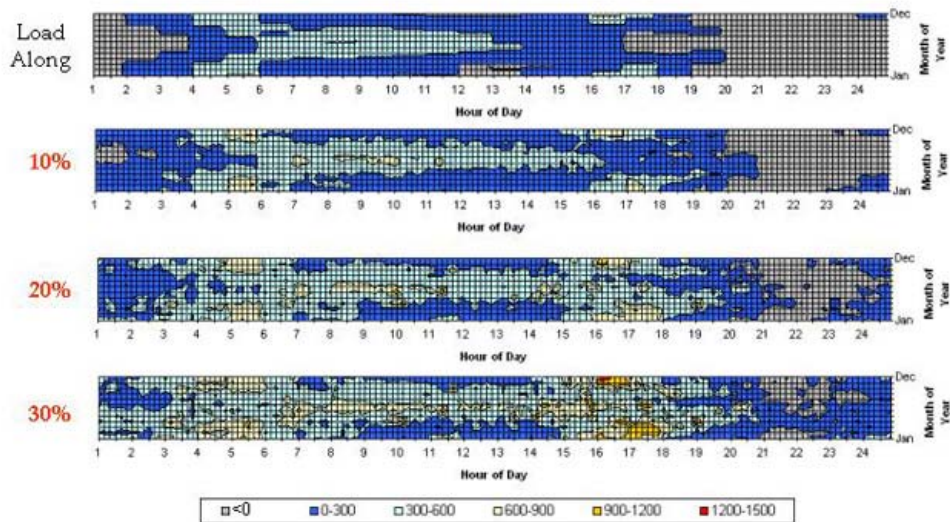 Load
Along
Dec
Month of
Year
Jan
1 2 3 4 5 6 7 8 9 10 11 12 13 14 15 16 17 18 19 20 21 22 23 24
Hour of Day
10%
Dec
Month of
Year
Jan
1 2 3 4 5 6 7 8 9 10 11 12 13 14 15 16 17 18 19 20 21 22 23 24
Hour of Day
20%
Dec
Month of
Year
Jan
1 2 3 4 5 6 7 8 9 10 11 12 13 14 15 16 17 18 19 20 21 22 23 24
Hour of Day
30%
Dec
Month of
Year
Jan
1 2 3 4 5 6 7 8 9 10 11 12 13 14 15 16 17 18 19 20 21 22 23 24
Hour of Day
<0 0-300 300-600 600-900 900-1200 1200-1500